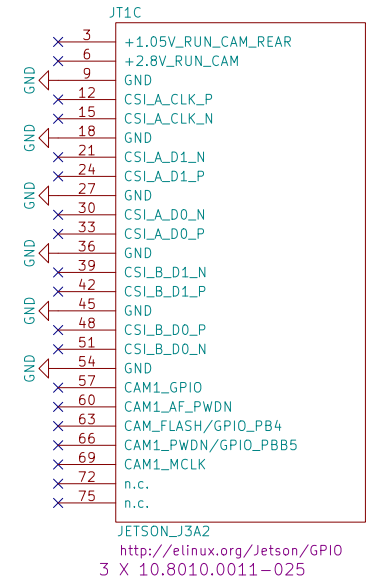 JT1C
3 +1.05V_RUN_CAM_REAR
6 +2.8V_RUN_CAM
GND 9 GND
12 CSI_A_CLK_P
15 CSI_A_CLK_N
GND 18 GND
21 CSI_A_D1_N
24 CSI_A_D1_P
GND 27 GND
30 CSI_A_D0_N
33 CSI_A_D0_P
GND 36 GND
39 CSI_B_D1_N
42 CSI_B_D1_P
GND 45 GND
48 CSI_B_D0_P
51 CSI_B_D0_N
GND 54 GND
57 CAM1_GPIO
60 CAM1_AF_PWDN
63 CAM_FLASH/GPIO_PB4
66 CAM1_PWDN/GPIO_PBB5
69 CAM1_MCLK
72 n.c.
75 n.c.
JETSON_J3A2
http://elinux.org/Jetson/GPIO
3 X 10.8010.0011-025